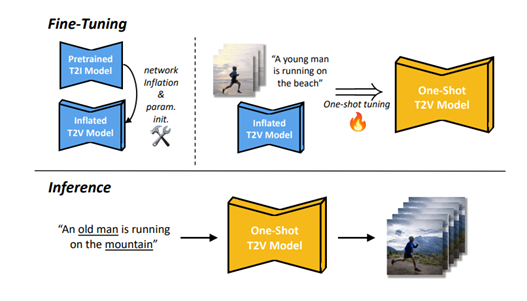 Fine-Tuning
Pretrained
T2I Model
network
Inflation
&
param.
init.
Inflated
T2V Model
"A young man
is running on
the beach"
Inflated
T2V Model
One-shot tuning
One-Shot
T2V Model
Inference
"An old man is running
on the mountain"
One-Shot
T2V Model